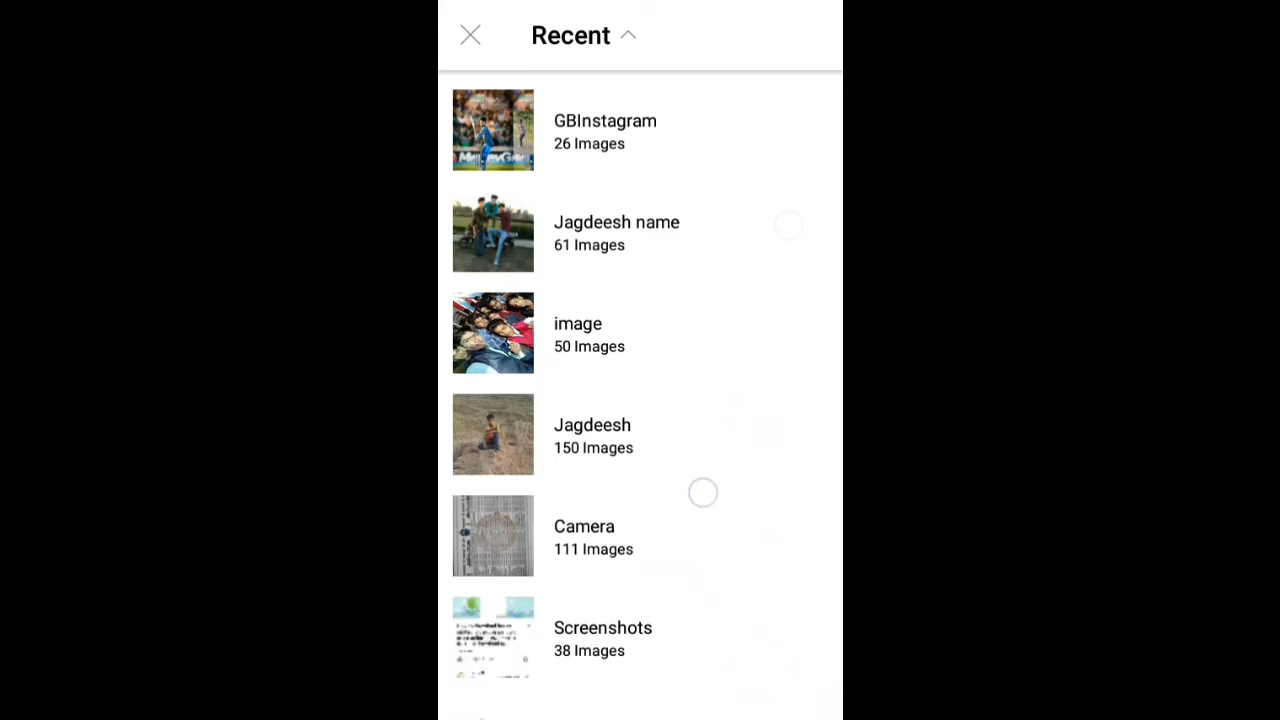 Recent
GBInstagram
26 Images
Jagdeesh name
61 Images
image
50 Images
Jagdeesh
150 Images
Camera
111 Images
Screenshots
38 Images